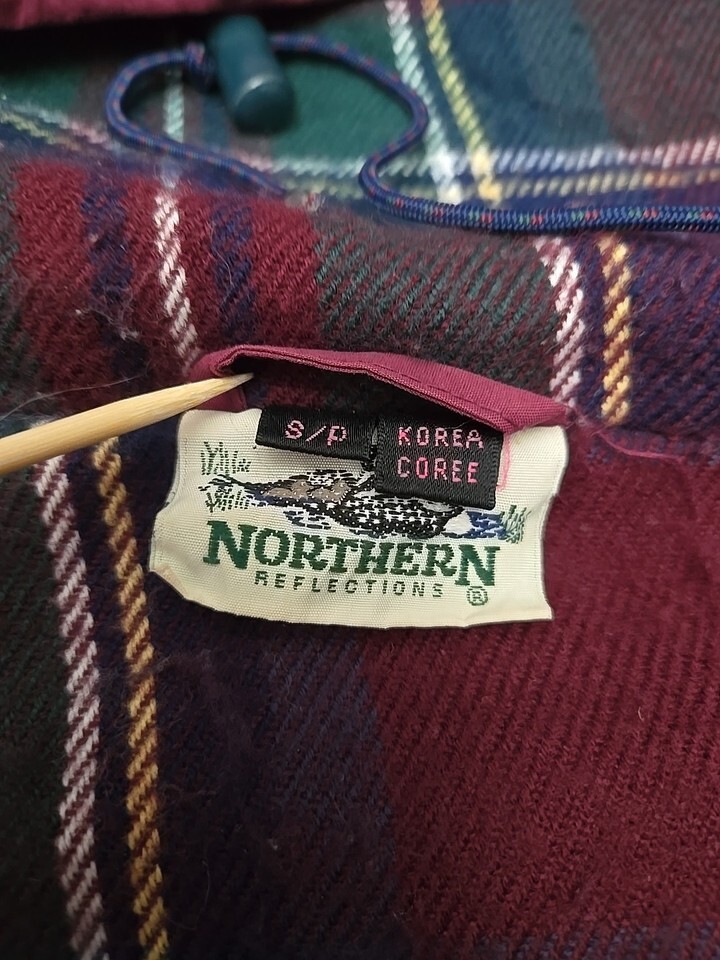 S/P
KOREA
COREE
NORTHERN
REFLECTIONS
®